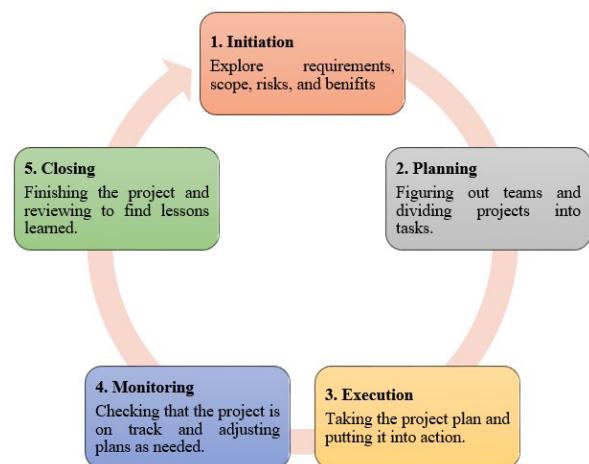 1. Initiation
Explore requirements,
scope, risks, and benifits
2. Planning
Figuring out teams and
dividing projects into
tasks.
3. Execution
Taking the project plan and
putting it into action.
4. Monitoring
Checking that the project is
on track and adjusting
plans as needed.
5. Closing
Finishing the project and
reviewing to find lessons
learned.